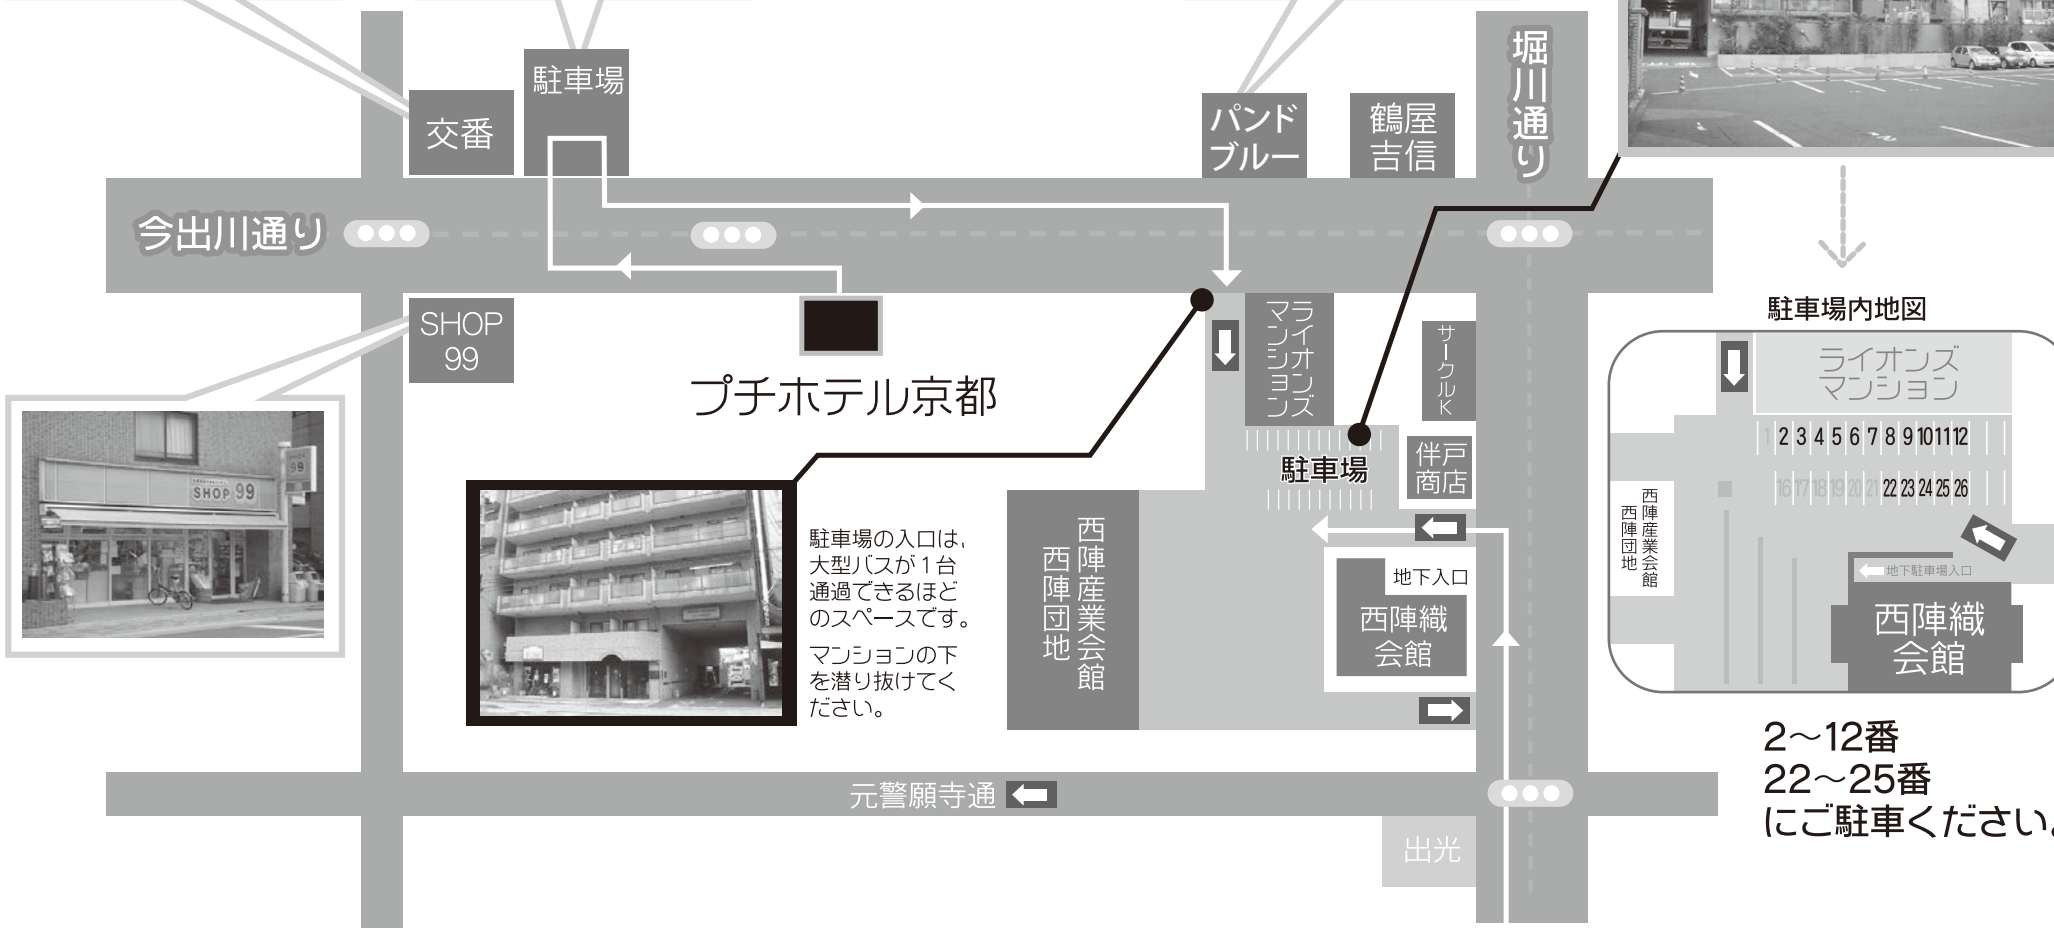 駐車場
交番
パンド
ブルー
鶴屋
吉信
堀川通り
今出川通り
SHOP
99
プチホテル京都
ライオンズ
マンション
サークルK
駐車場
伴戸
商店
SHOP 99
99
駐車場の入口は、
大型バスが1台
通過できるほど
のスペースです。
マンションの下
を潜り抜けてく
ださい。
西陣産業会館
西陣団地
地下入口
西陣織
会館
元警願寺通
出光
駐車場内地図
ライオンズ
マンション
1 2 3 4 5 6 7 8 9 10 11 12
16 17 18 19 20 21 22 23 24 25 26
西陣産業会館
西陣団地
地下駐車場入口
西陣織
会館
2～12番
22～25番
にご駐車ください。